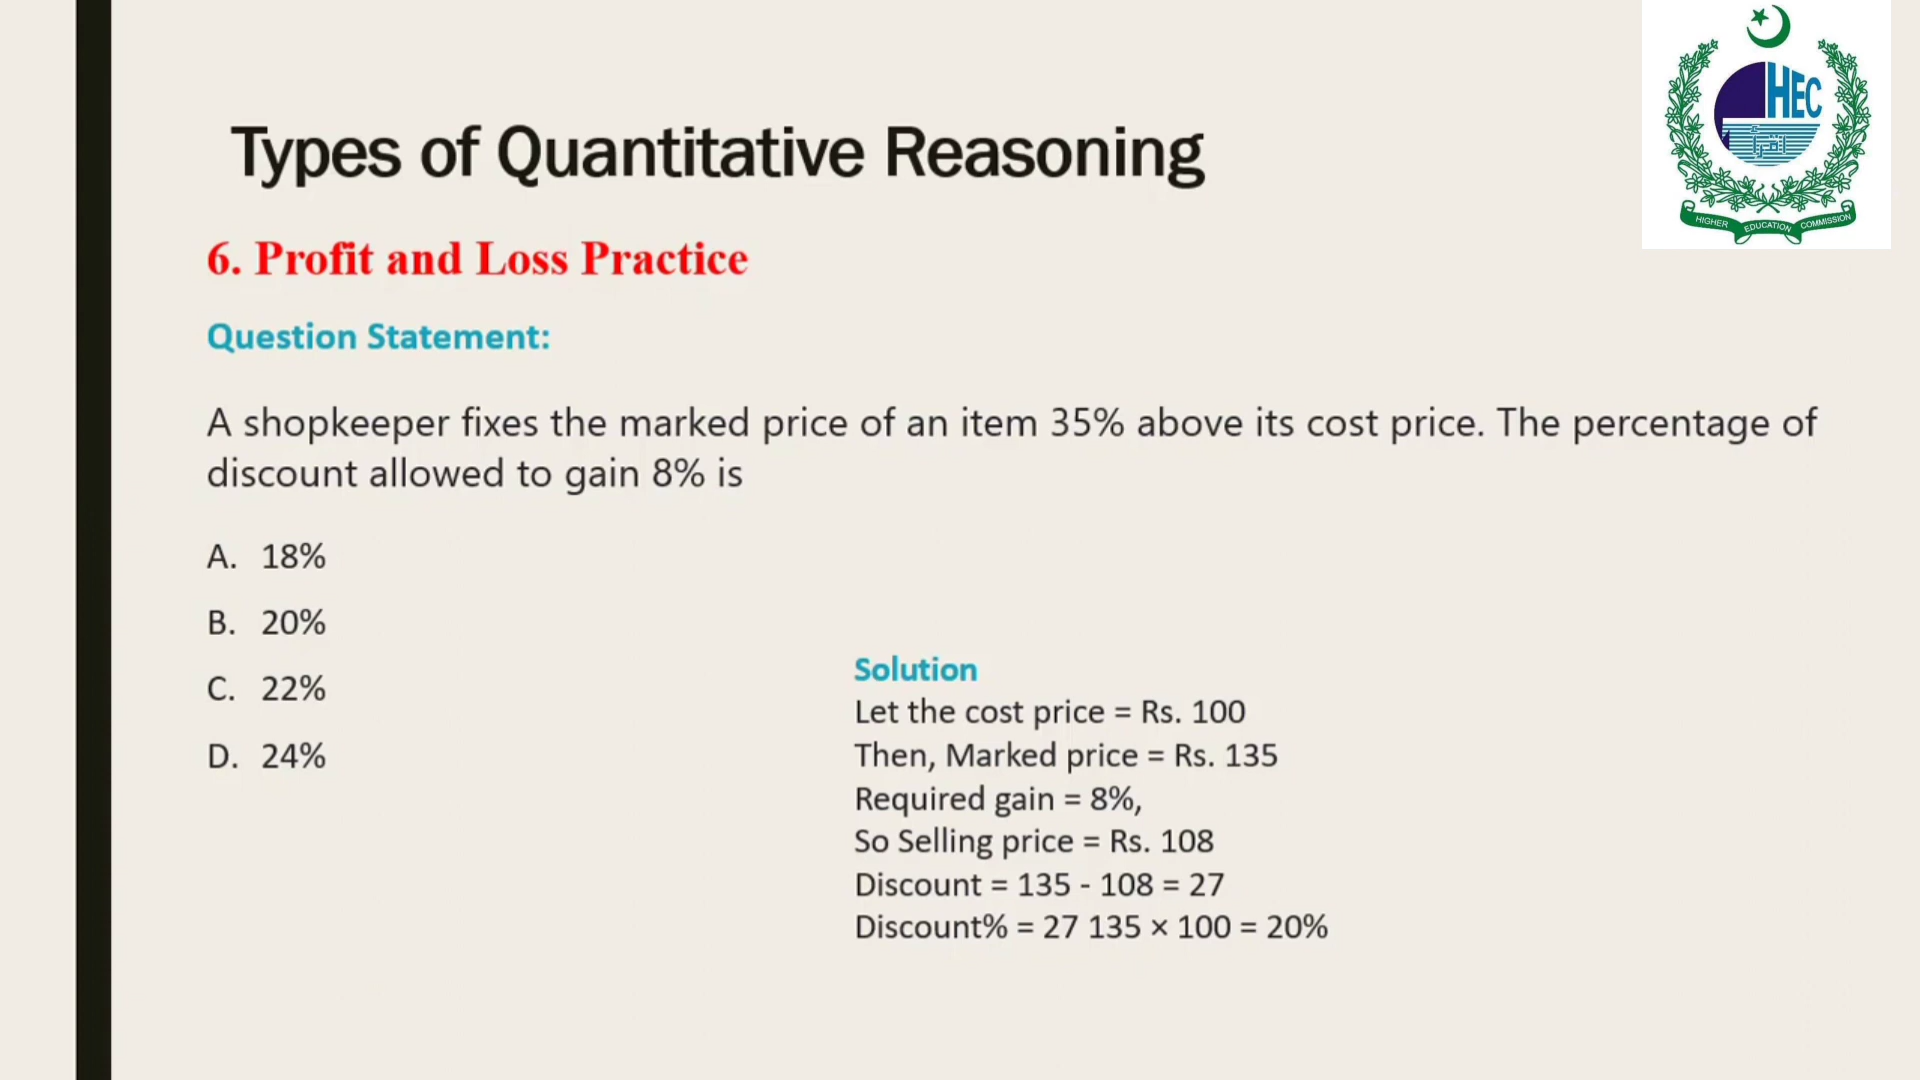 HEC
اقرأ
HIGHER EDUCATION COMMISSION
Types of Quantitative Reasoning
6. Profit and Loss Practice
Question Statement:
A shopkeeper fixes the marked price of an item 35% above its cost price. The percentage of
discount allowed to gain 8% is
A. 18%
B. 20%
C. 22%
D. 24%
Solution
Let the cost price = Rs. 100
Then, Marked price = Rs. 135
Required gain = 8%,
So Selling price = Rs. 108
Discount = 135 - 108 = 27
Discount% = 27 135 × 100 = 20%